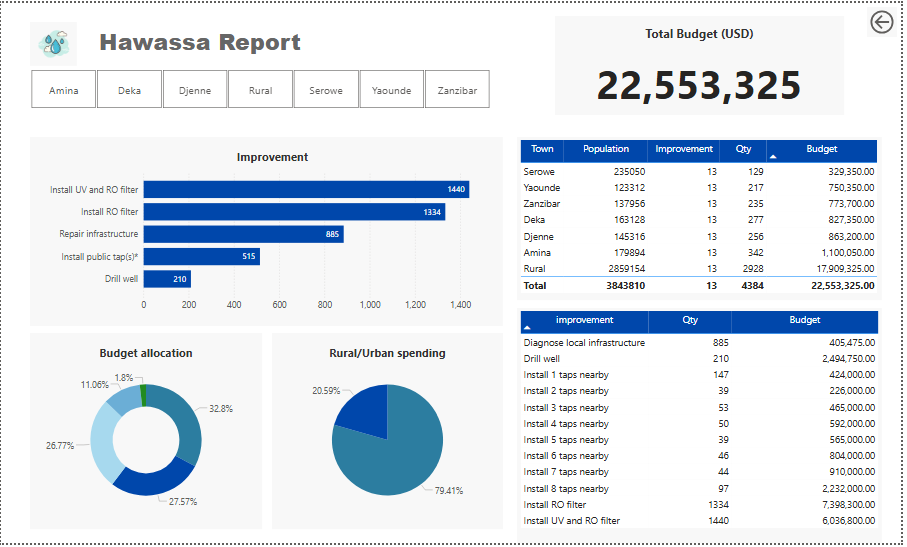 Hawassa Report
Total Budget (USD)
22,553,325
Amina Deka Djenne Rural Serowe Yaounde Zanzibar
Improvement
Install UV and RO filter 1440
Install RO filter 1334
Repair infrastructure 885
Install public tap(s)* 515
Drill well 210
0 200 400 600 800 1,000 1,200 1,400
Town Population Improvement Qty Budget
Serowe 235050 13 129 329,350.00
Yaounde 123312 13 217 750,350.00
Zanzibar 137956 13 235 773,700.00
Deka 163128 13 277 827,350.00
Djenne 145316 13 256 863,200.00
Amina 179894 13 342 1,100,050.00
Rural 2859154 13 2928 17,909,325.00
Total 3843810 13 4384 22,553,325.00
Budget allocation
1.8%
11.06%
32.8%
26.77%
27.57%
Rural/Urban spending
20.59%
79.41%
improvement Qty Budget
Diagnose local infrastructure 885 405,475.00
Drill well 210 2,494,750.00
Install 1 taps nearby 147 424,000.00
Install 2 taps nearby 39 226,000.00
Install 3 taps nearby 53 465,000.00
Install 4 taps nearby 50 592,000.00
Install 5 taps nearby 39 565,000.00
Install 6 taps nearby 46 804,000.00
Install 7 taps nearby 44 910,000.00
Install 8 taps nearby 97 2,232,000.00
Install RO filter 1334 7,398,300.00
Install UV and RO filter 1440 6,036,800.00